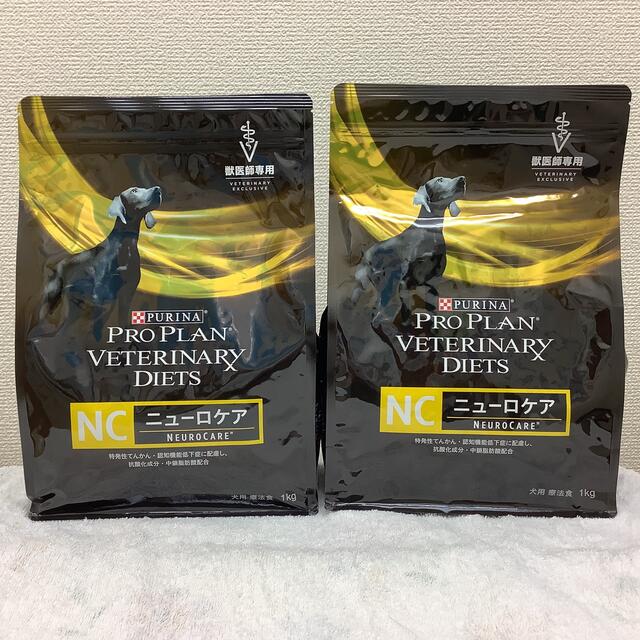 獣医師専用
VETERINARY
EXCLUSIVE
PURINA®
PRO PLAN®
VETERINARY
DIETS
NC ニューロケア
NEUROCARE®
特発性てんかん・認知機能低下症に配慮し、
抗酸化成分・中鎖脂肪酸配合
犬用 療法食 1kg
獣医師専用
VETERINARY
EXCLUSIVE
PURINA®
PRO PLAN®
VETERINARY
DIETS
NC ニューロケア
NEUROCARE®
特発性てんかん・認知機能低下症に配慮し、
抗酸化成分・中鎖脂肪酸配合
犬用 療法食 1kg